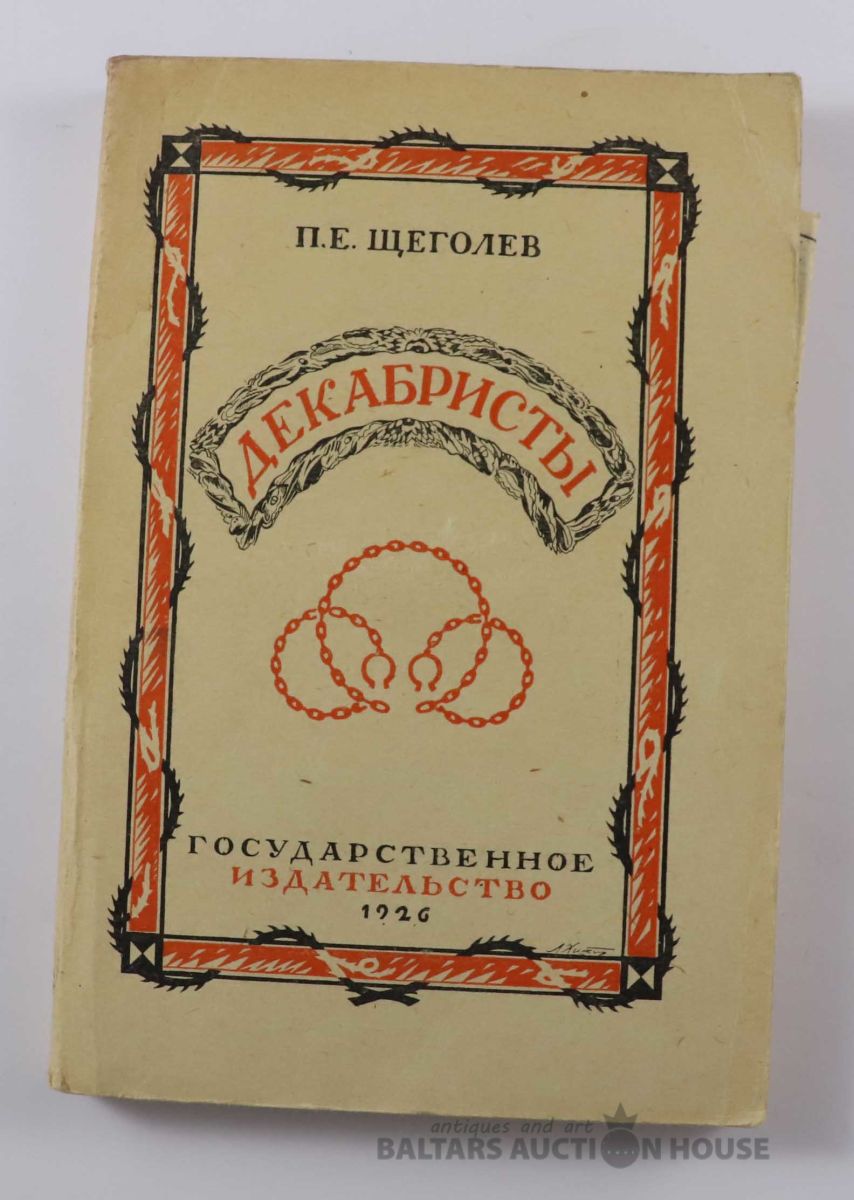 П.Е. ЩЕГОЛЕВ
ДЕКАБРИСТЫ
ГОСУДАРСТВЕННОЕ
ИЗДАТЕЛЬСТВО
1926
antiques and art
BALTARS AUCTION HOUSE